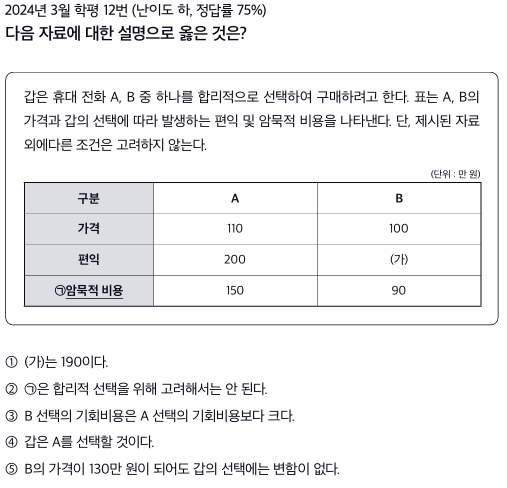 2024년 3월 학평 12번 (난이도 하, 정답률 75%)
다음 자료에 대한 설명으로 옳은 것은?
갑은 휴대 전화 A, B 중 하나를 합리적으로 선택하여 구매하려고 한다. 표는 A, B의
가격과 갑의 선택에 따라 발생하는 편익 및 암묵적 비용을 나타낸다. 단, 제시된 자료
외에다른 조건은 고려하지 않는다.
(단위 : 만 원)
구분 A B
가격 110 100
편익 200 (가)
㉠암묵적 비용 150 90
① (가)는 190이다.
② ㉠은 합리적 선택을 위해 고려해서는 안 된다.
③ B 선택의 기회비용은 A 선택의 기회비용보다 크다.
④ 갑은 A를 선택할 것이다.
⑤ B의 가격이 130만 원이 되어도 갑의 선택에는 변함이 없다.